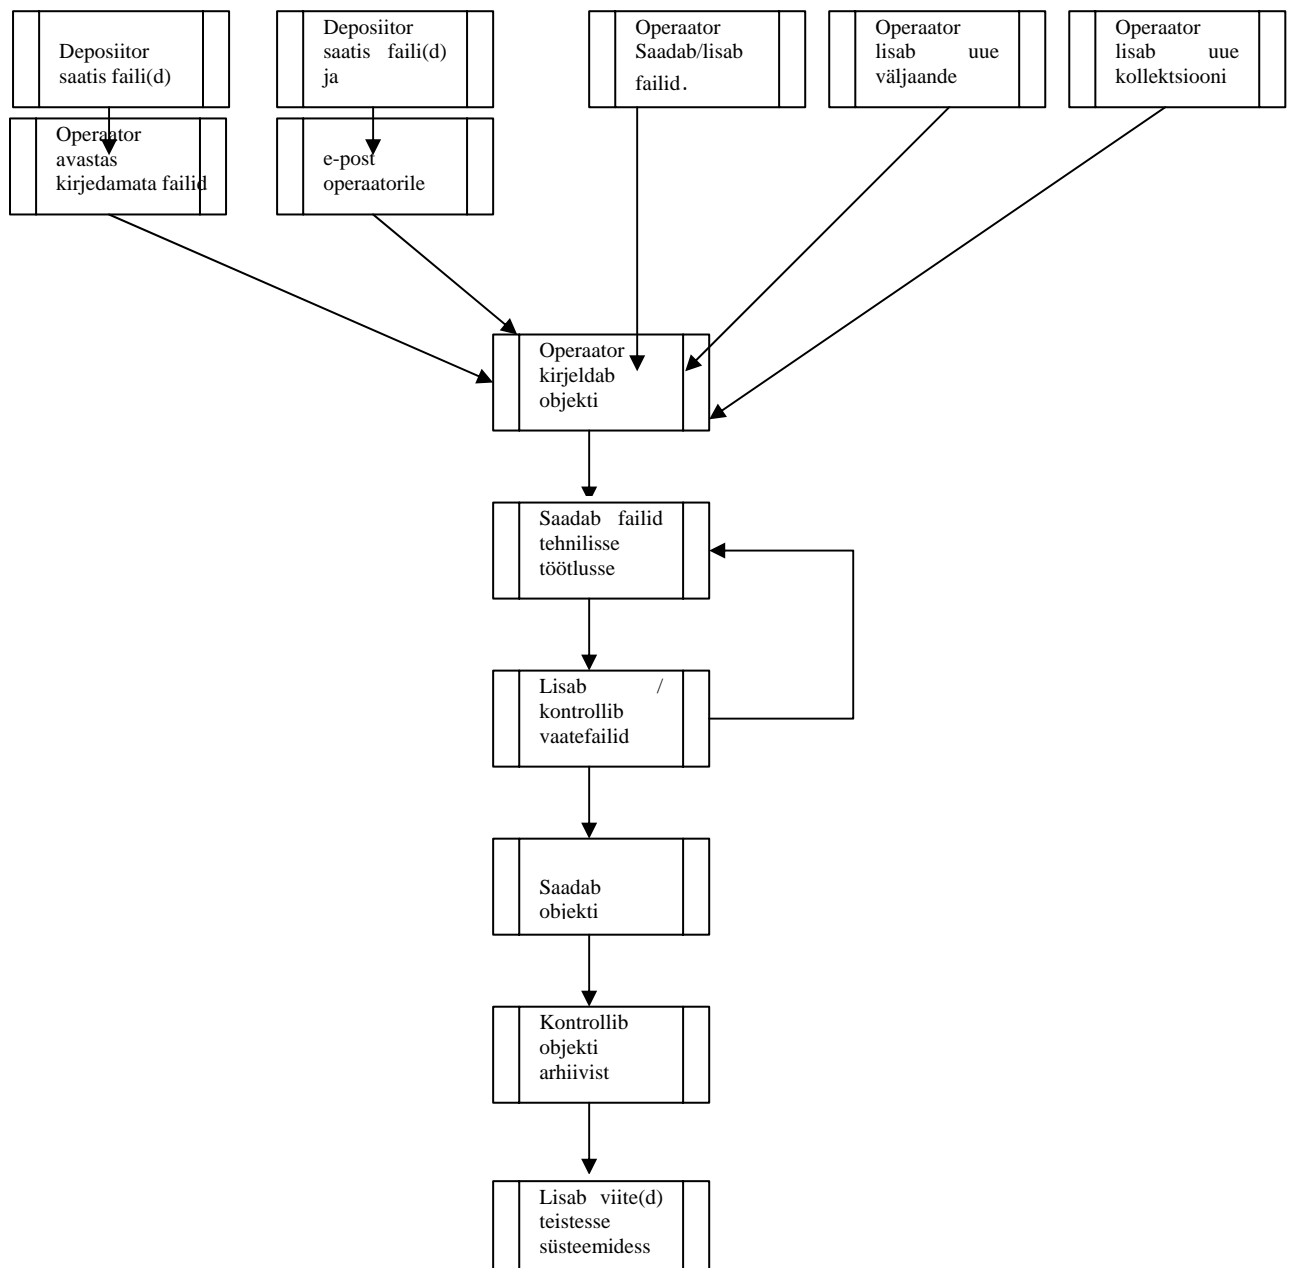 Deposiitor
saatis faili(d)
Deposiitor
saatis faili(d)
ja
Operaator
Saadab/lisab
failid.
Operaator
lisab uue
väljaande
Operaator
lisab uue
kollektsiooni
Operaator
avastas
kirjedamata failid
e-post
operaatorile
Operaator
kirjeldab
objekti
Saadab failid
tehnilisse
töötlusse
Lisab /
kontrollib
vaatefailid
Saadab
objekti
Kontrollib
objekti
arhiivist
Lisab viite(d)
teistesse
süsteemidess